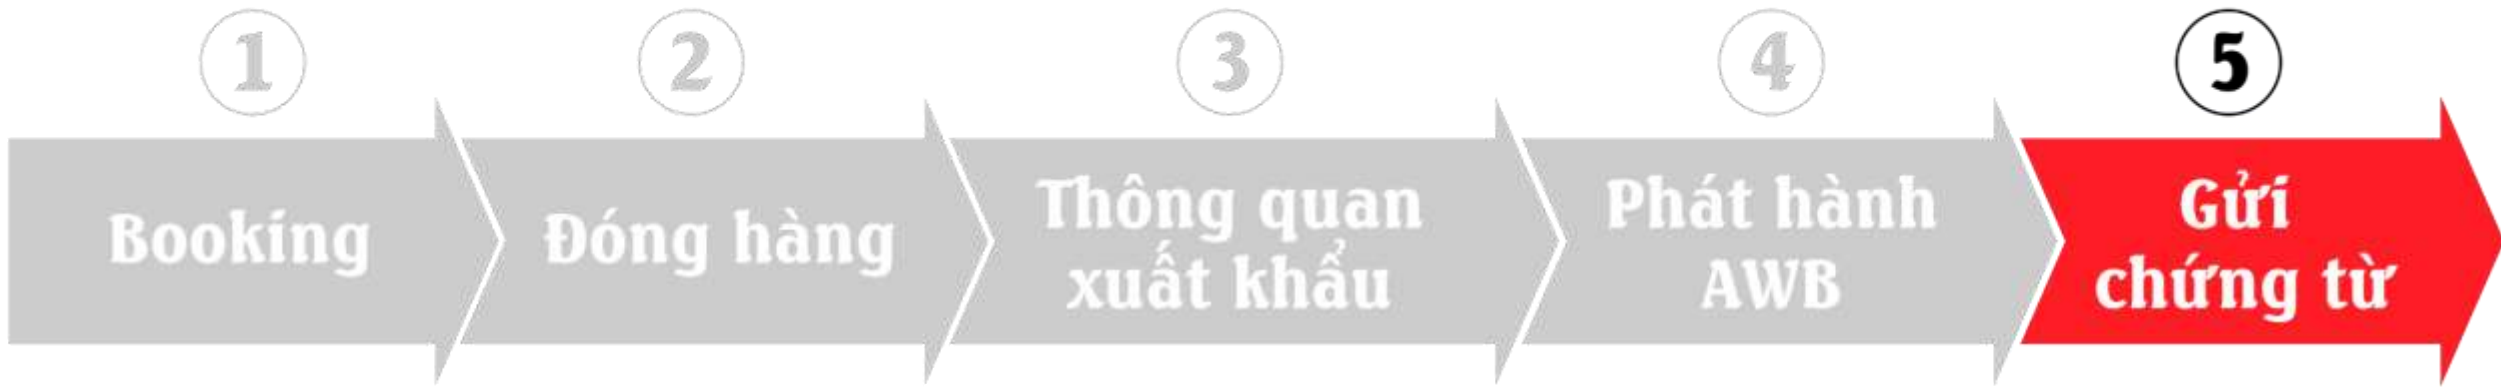 1
2
3
4
5
Booking
Đóng hàng
Thông quan
xuất khẩu
Phát hành
AWB
Gửi
chứng từ